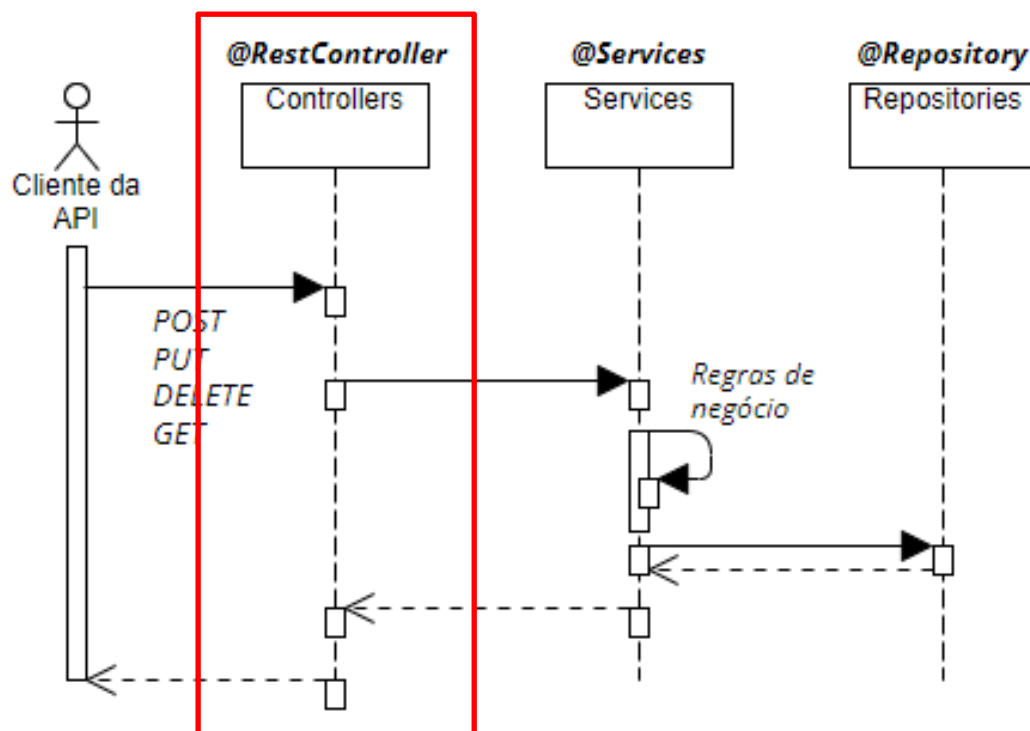 @RestController
@Services
@Repository
Controllers
Services
Repositories
Cliente da
API
POST
PUT
DELETE
GET
Regras de
negócio